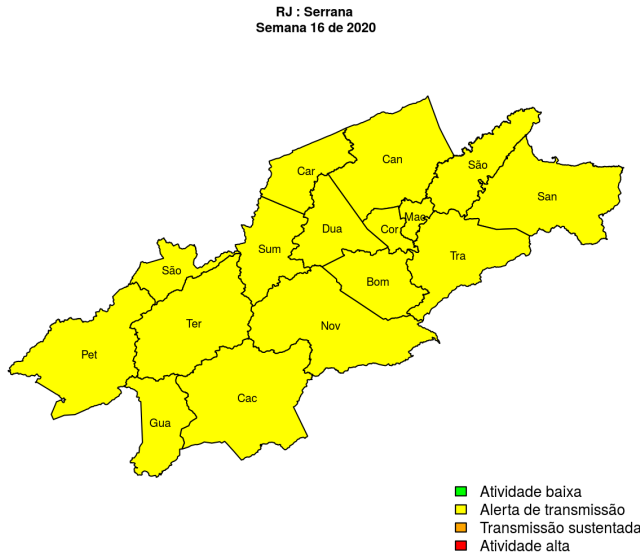 RJ : Serrana
Semana 16 de 2020
Can
São
Car
San
Mac
Dua
Cor
Sum
Tra
São
Bom
Ter
Nov
Pet
Cac
Gua
Atividade baixa
Alerta de transmissão
Transmissão sustentada
Atividade alta